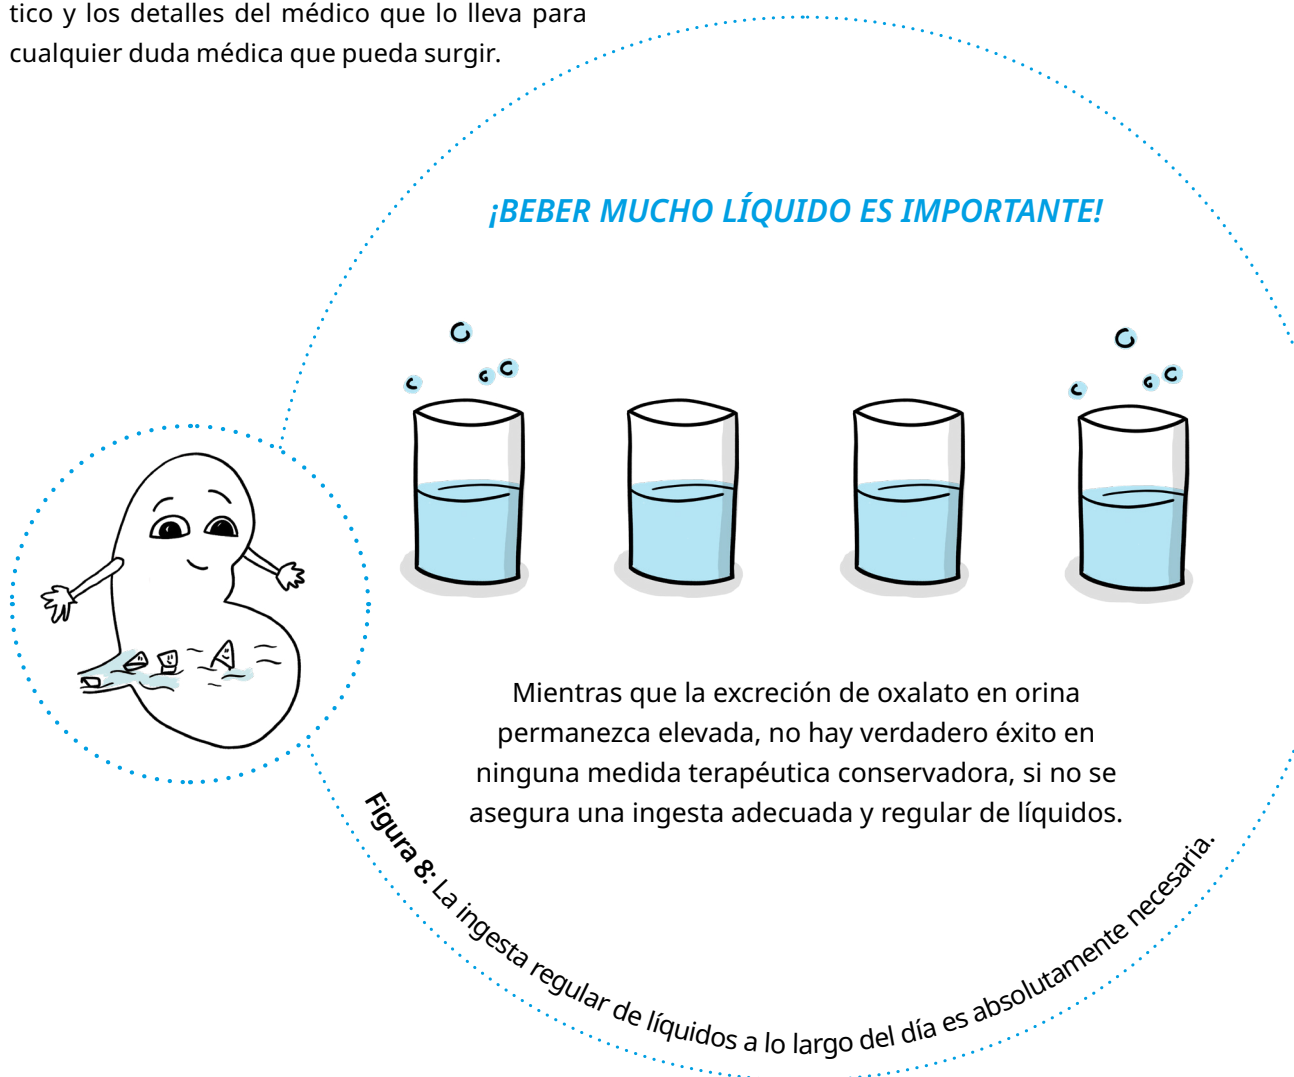 tico y los detalles del médico que lo lleva para
cualquier duda médica que pueda surgir.
¡BEBER MUCHO LÍQUIDO ES IMPORTANTE!
Mientras que la excreción de oxalato en orina
permanezca elevada, no hay verdadero éxito en
ninguna medida terapéutica conservadora, si no se
asegura una ingesta adecuada y regular de líquidos.
Figura 8: La ingesta regular de líquidos a lo largo del día es absolutamente necesaria.